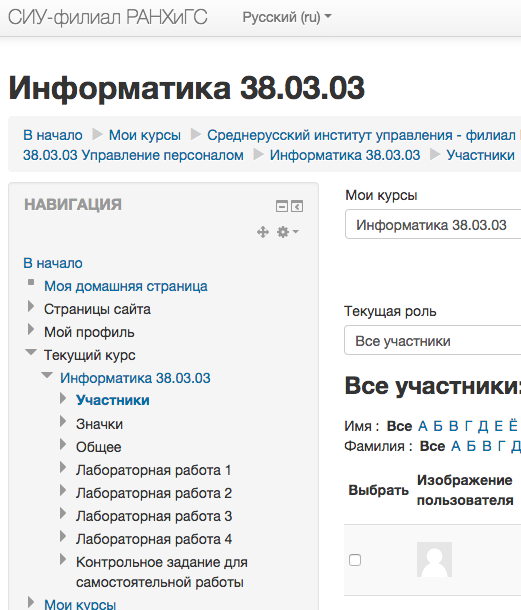 СИУ-филиал РАНХиГС
Русский (ru)
Информатика 38.03.03
В начало Мои курсы Среднерусский институт управления - филиал
38.03.03 Управление персоналом Информатика 38.03.03 Участники
НАВИГАЦИЯ
В начало
Моя домашняя страница
Страницы сайта
Мой профиль
Текущий курс
Информатика 38.03.03
Участники
Значки
Общее
Лабораторная работа 1
Лабораторная работа 2
Лабораторная работа 3
Лабораторная работа 4
Контрольное задание для
самостоятельной работы
Мои курсы
Мои курсы
Информатика 38.03.03
Текущая роль
Все участники
Все участники:
Имя : Все А Б В Г Д Е Ё
Фамилия : Все А Б В Г Д
Выбрать
Изображение
пользователя